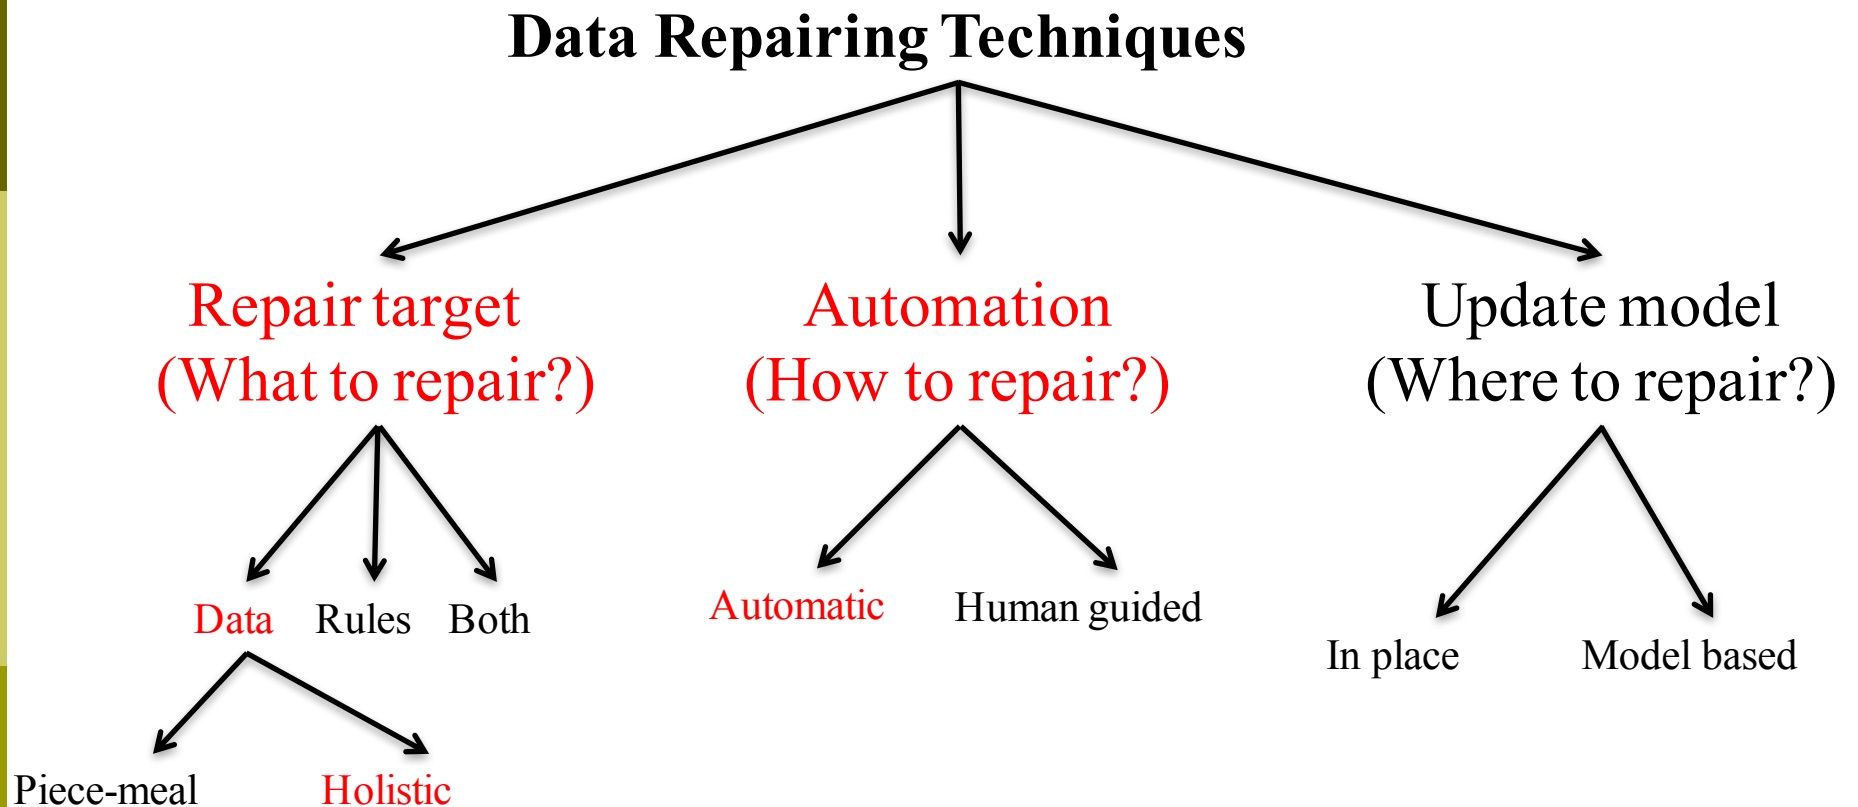 Data Repairing Techniques
Repair target
(What to repair?)
Automation
(How to repair?)
Update model
(Where to repair?)
Data
Rules
Both
Automatic
Human guided
In place
Model based
Piece-meal
Holistic